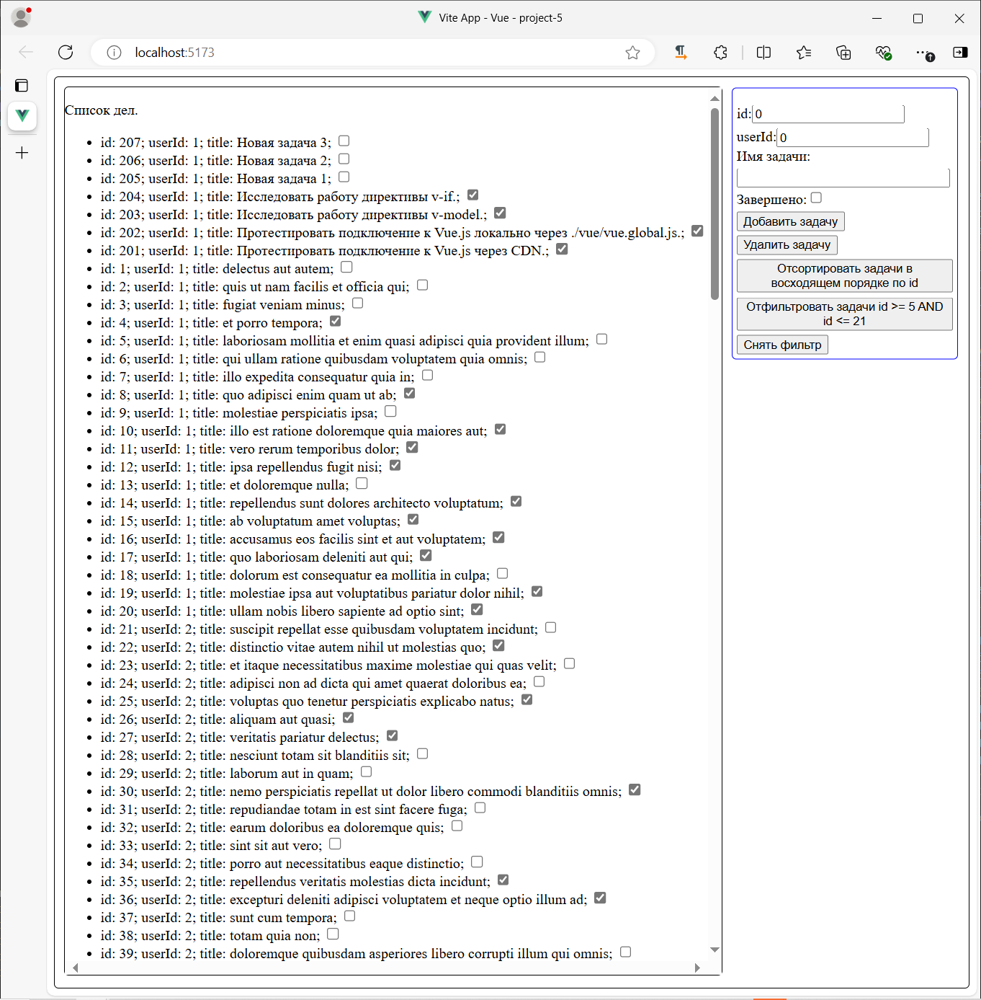 Vite App - Vue - project-5
localhost:5173
Список дел.
id: 207; userId: 1; title: Новая задача 3;
id: 206; userId: 1; title: Новая задача 2;
id: 205; userId: 1; title: Новая задача 1;
id: 204; userId: 1; title: Исследовать работу директивы v-if.;
id: 203; userId: 1; title: Исследовать работу директивы v-model.;
id: 202; userId: 1; title: Протестировать подключение к Vue.js локально через ./vue/vue.global.js.;
id: 201; userId: 1; title: Протестировать подключение к Vue.js через CDN.;
id: 1; userId: 1; title: delectus aut autem;
id: 2; userId: 1; title: quis ut nam facilis et officia qui;
id: 3; userId: 1; title: fugiat veniam minus;
id: 4; userId: 1; title: et porro tempora;
id: 5; userId: 1; title: laboriosam mollitia et enim quasi adipisci quia provident illum;
id: 6; userId: 1; title: qui ullam ratione quibusdam voluptatem quia omnis;
id: 7; userId: 1; title: illo expedita consequatur quia in;
id: 8; userId: 1; title: quo adipisci enim quam ut ab;
id: 9; userId: 1; title: molestiae perspiciatis ipsa;
id: 10; userId: 1; title: illo est ratione doloremque quia maiores aut;
id: 11; userId: 1; title: vero rerum temporibus dolor;
id: 12; userId: 1; title: ipsa repellendus fugit nisi;
id: 13; userId: 1; title: et doloremque nulla;
id: 14; userId: 1; title: repellendus sunt dolores architecto voluptatum;
id: 15; userId: 1; title: ab voluptatum amet voluptas;
id: 16; userId: 1; title: accusamus eos facilis sint et aut voluptatem;
id: 17; userId: 1; title: quo laboriosam deleniti aut qui;
id: 18; userId: 1; title: dolorum est consequatur ea mollitia in culpa;
id: 19; userId: 1; title: molestiae ipsa aut voluptatibus pariatur dolor nihil;
id: 20; userId: 1; title: ullam nobis libero sapiente ad optio sint;
id: 21; userId: 2; title: suscipit repellat esse quibusdam voluptatem incidunt;
id: 22; userId: 2; title: distinctio vitae autem nihil ut molestias quo;
id: 23; userId: 2; title: et itaque necessitatibus maxime molestiae qui quas velit;
id: 24; userId: 2; title: adipisci non ad dicta qui amet quaerat doloribus ea;
id: 25; userId: 2; title: voluptas quo tenetur perspiciatis explicabo natus;
id: 26; userId: 2; title: aliquam aut quasi;
id: 27; userId: 2; title: veritatis pariatur delectus;
id: 28; userId: 2; title: nesciunt totam sit blanditiis sit;
id: 29; userId: 2; title: laborum aut in quam;
id: 30; userId: 2; title: nemo perspiciatis repellat ut dolor libero commodi blanditiis omnis;
id: 31; userId: 2; title: repudiandae totam in est sint facere fuga;
id: 32; userId: 2; title: earum doloribus ea doloremque quis;
id: 33; userId: 2; title: sint sit aut vero;
id: 34; userId: 2; title: porro aut necessitatibus eaque distinctio;
id: 35; userId: 2; title: repellendus veritatis molestias dicta incidunt;
id: 36; userId: 2; title: excepturi deleniti adipisci voluptatem et neque optio illum ad;
id: 37; userId: 2; title: sunt cum tempora;
id: 38; userId: 2; title: totam quia non;
id: 39; userId: 2; title: doloremque quibusdam asperiores libero corrupti illum qui omnis;
id: 0
userId: 0
Имя задачи:
Завершено:
Добавить задачу
Удалить задачу
Отсортировать задачи в
восходящем порядке по id
Отфильтровать задачи id >= 5 AND
id <= 21
Снять фильтр